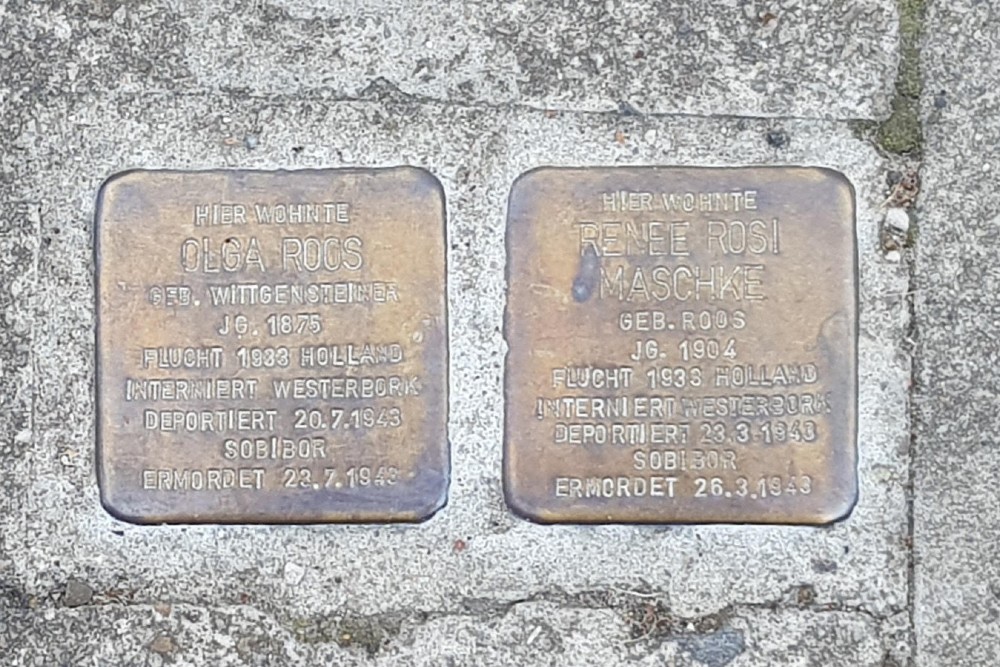 HIER WOHNTE
OLGA ROOS
GEB. WITTGENSTEINER
JG. 1875
FLUCHT 1933 HOLLAND
INTERNIERT WESTERBORK
DEPORTIERT 20.7.1943
SOBIBOR
ERMORDET 23.7.1943
HIER WOHNTE
RENEE ROSI
MASCHKE
GEB. ROOS
JG. 1904
FLUCHT 1938 HOLLAND
INTERNIERT WESTERBORK
DEPORTIERT 23.3.1943
SOBIBOR
ERMORDET 26.3.1943